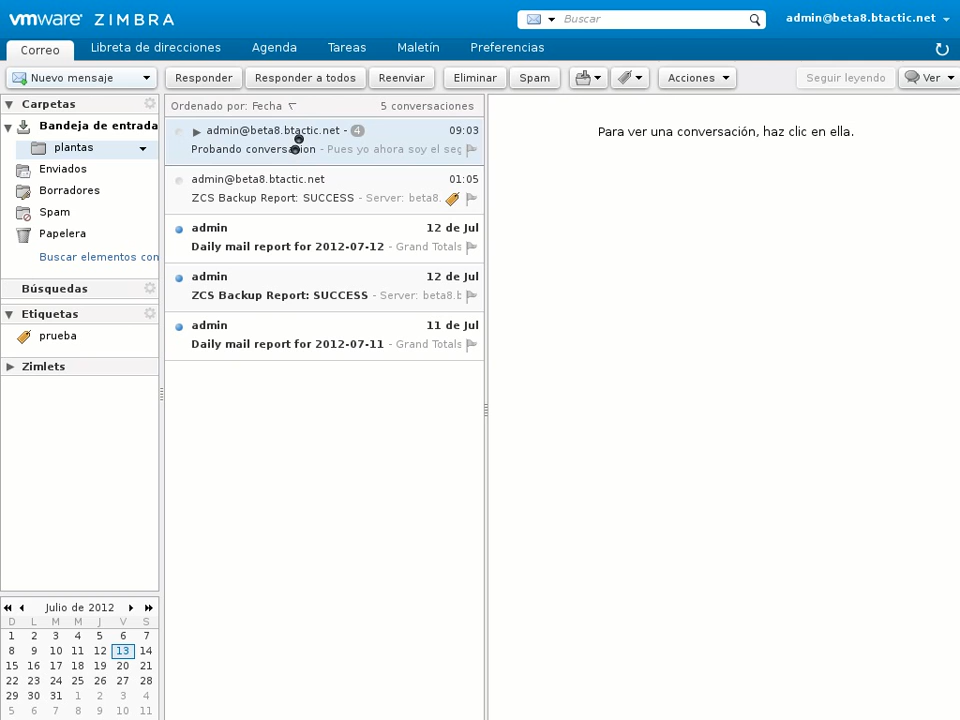 vmware ZIMBRA
Buscar
admin@beta8.btactic.net
Correo Libreta de direcciones Agenda Tareas Maletín Preferencias
Nuevo mensaje Responder Responder a todos Reenviar Eliminar Spam Acciones Seguir leyendo Ver
Carpetas
Bandeja de entrada
plantas
Enviados
Borradores
Spam
Papelera
Buscar elementos con
Búsquedas
Etiquetas
prueba
Zimlets
Julio de 2012
D L M M J V S
1 2 3 4 5 6 7
8 9 10 11 12 13 14
15 16 17 18 19 20 21
22 23 24 25 26 27 28
29 30 31 1 2 3 4
5 6 7 8 9 10 11
Ordenado por: Fecha 5 conversaciones
admin@beta8.btactic.net - 4 09:03
Probando conversacion - Pues yo ahora soy el seg
admin@beta8.btactic.net 01:05
ZCS Backup Report: SUCCESS - Server: beta8.
admin 12 de Jul
Daily mail report for 2012-07-12 - Grand Totals
admin 12 de Jul
ZCS Backup Report: SUCCESS - Server: beta8.b
admin 11 de Jul
Daily mail report for 2012-07-11 - Grand Totals
Para ver una conversación, haz clic en ella.